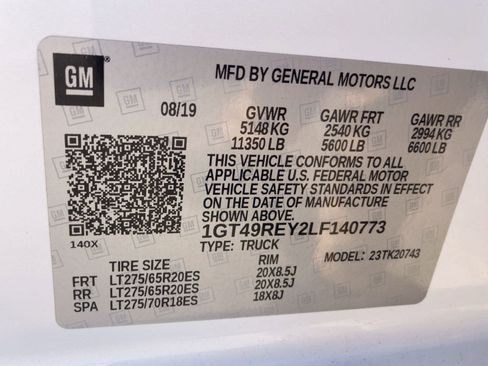 GM
MFD BY GENERAL MOTORS LLC
08/19
GVWR GAWR FRT GAWR RR
5148 KG 2540 KG 2994 KG
11350 LB 5600 LB 6600 LB
THIS VEHICLE CONFORMS TO ALL
APPLICABLE U.S. FEDERAL MOTOR
VEHICLE SAFETY STANDARDS IN EFFECT
ON THE DATE OF MANUFACTURE
SHOWN ABOVE.
1GT49REY2LF140773
140X
TYPE: TRUCK MODEL: 23TK20743
TIRE SIZE RIM
FRT LT275/65R20ES 20X8.5J
RR LT275/65R20ES 20X8.5J
SPA LT275/70R18ES 18X8J